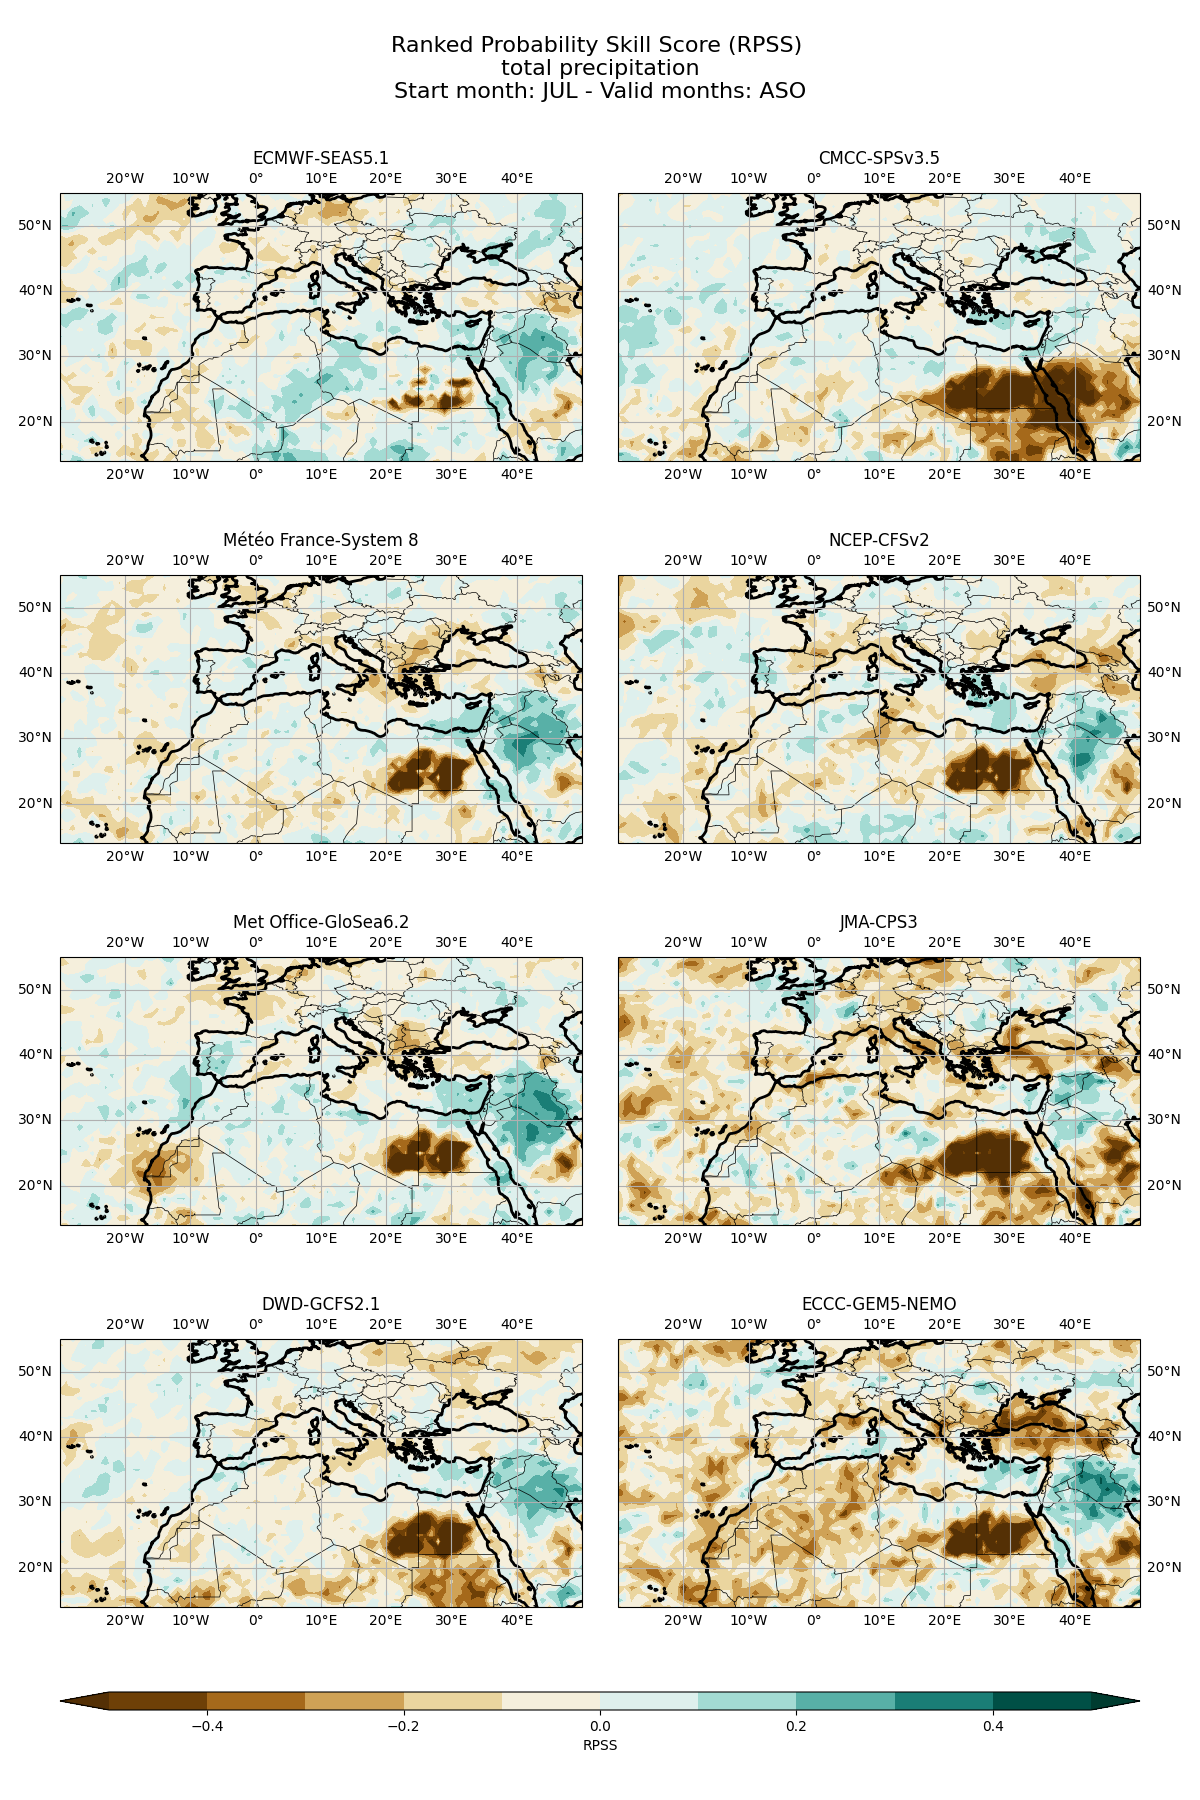 Ranked Probability Skill Score (RPSS)
total precipitation
Start month: JUL - Valid months: ASO
ECMWF-SEAS5.1
20°W 10°W 0° 10°E 20°E 30°E 40°E
50°N
40°N
30°N
20°N
20°W 10°W 0° 10°E 20°E 30°E 40°E
CMCC-SPSv3.5
20°W 10°W 0° 10°E 20°E 30°E 40°E
50°N
40°N
30°N
20°N
20°W 10°W 0° 10°E 20°E 30°E 40°E
Météo France-System 8
20°W 10°W 0° 10°E 20°E 30°E 40°E
50°N
40°N
30°N
20°N
20°W 10°W 0° 10°E 20°E 30°E 40°E
NCEP-CFSv2
20°W 10°W 0° 10°E 20°E 30°E 40°E
50°N
40°N
30°N
20°N
20°W 10°W 0° 10°E 20°E 30°E 40°E
Met Office-GloSea6.2
20°W 10°W 0° 10°E 20°E 30°E 40°E
50°N
40°N
30°N
20°N
20°W 10°W 0° 10°E 20°E 30°E 40°E
JMA-CPS3
20°W 10°W 0° 10°E 20°E 30°E 40°E
50°N
40°N
30°N
20°N
20°W 10°W 0° 10°E 20°E 30°E 40°E
DWD-GCFS2.1
20°W 10°W 0° 10°E 20°E 30°E 40°E
50°N
40°N
30°N
20°N
20°W 10°W 0° 10°E 20°E 30°E 40°E
ECCC-GEM5-NEMO
20°W 10°W 0° 10°E 20°E 30°E 40°E
50°N
40°N
30°N
20°N
20°W 10°W 0° 10°E 20°E 30°E 40°E
−0.4 −0.2 0.0 0.2 0.4
RPSS